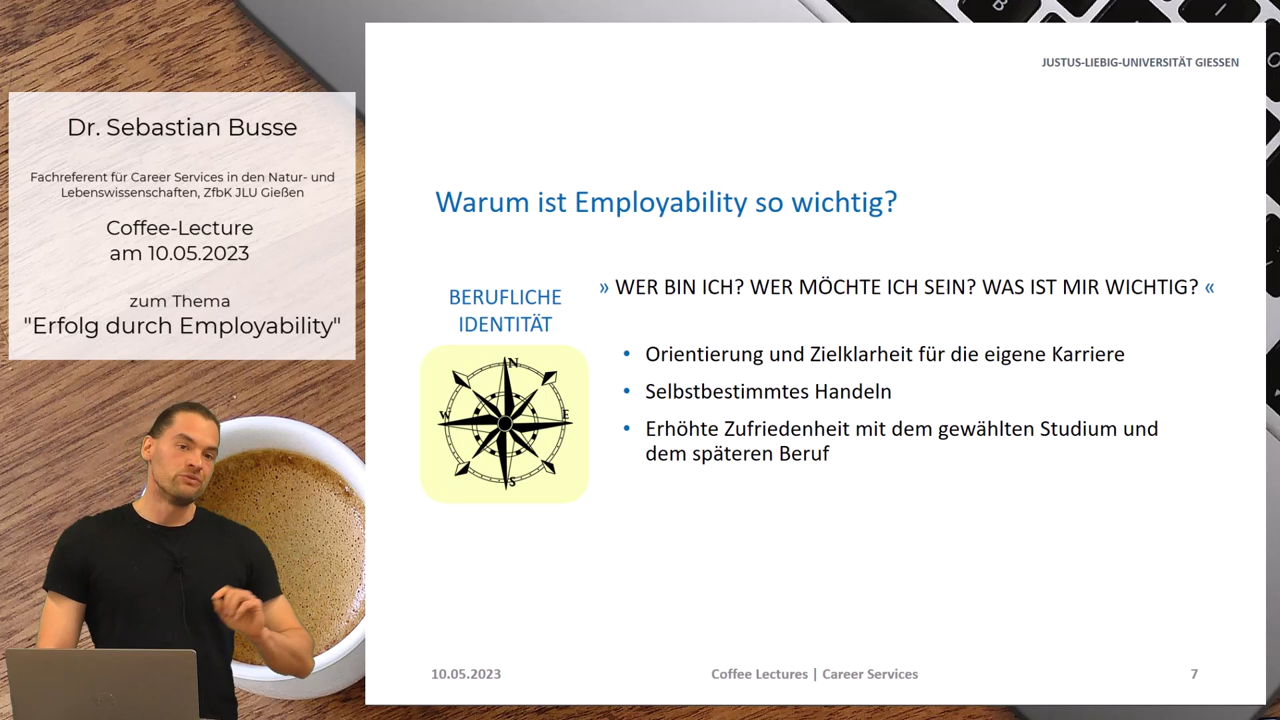 Dr. Sebastian Busse
Fachreferent für Career Services in den Natur- und
Lebenswissenschaften, ZfbK JLU Gießen
Coffee-Lecture
am 10.05.2023
zum Thema
"Erfolg durch Employability"
JUSTUS-LIEBIG-UNIVERSITÄT GIESSEN
Warum ist Employability so wichtig?
BERUFLICHE
IDENTITÄT
N
W
E
S
» WER BIN ICH? WER MÖCHTE ICH SEIN? WAS IST MIR WICHTIG? «
• Orientierung und Zielklarheit für die eigene Karriere
• Selbstbestimmtes Handeln
• Erhöhte Zufriedenheit mit dem gewählten Studium und
dem späteren Beruf
10.05.2023
Coffee Lectures | Career Services
7